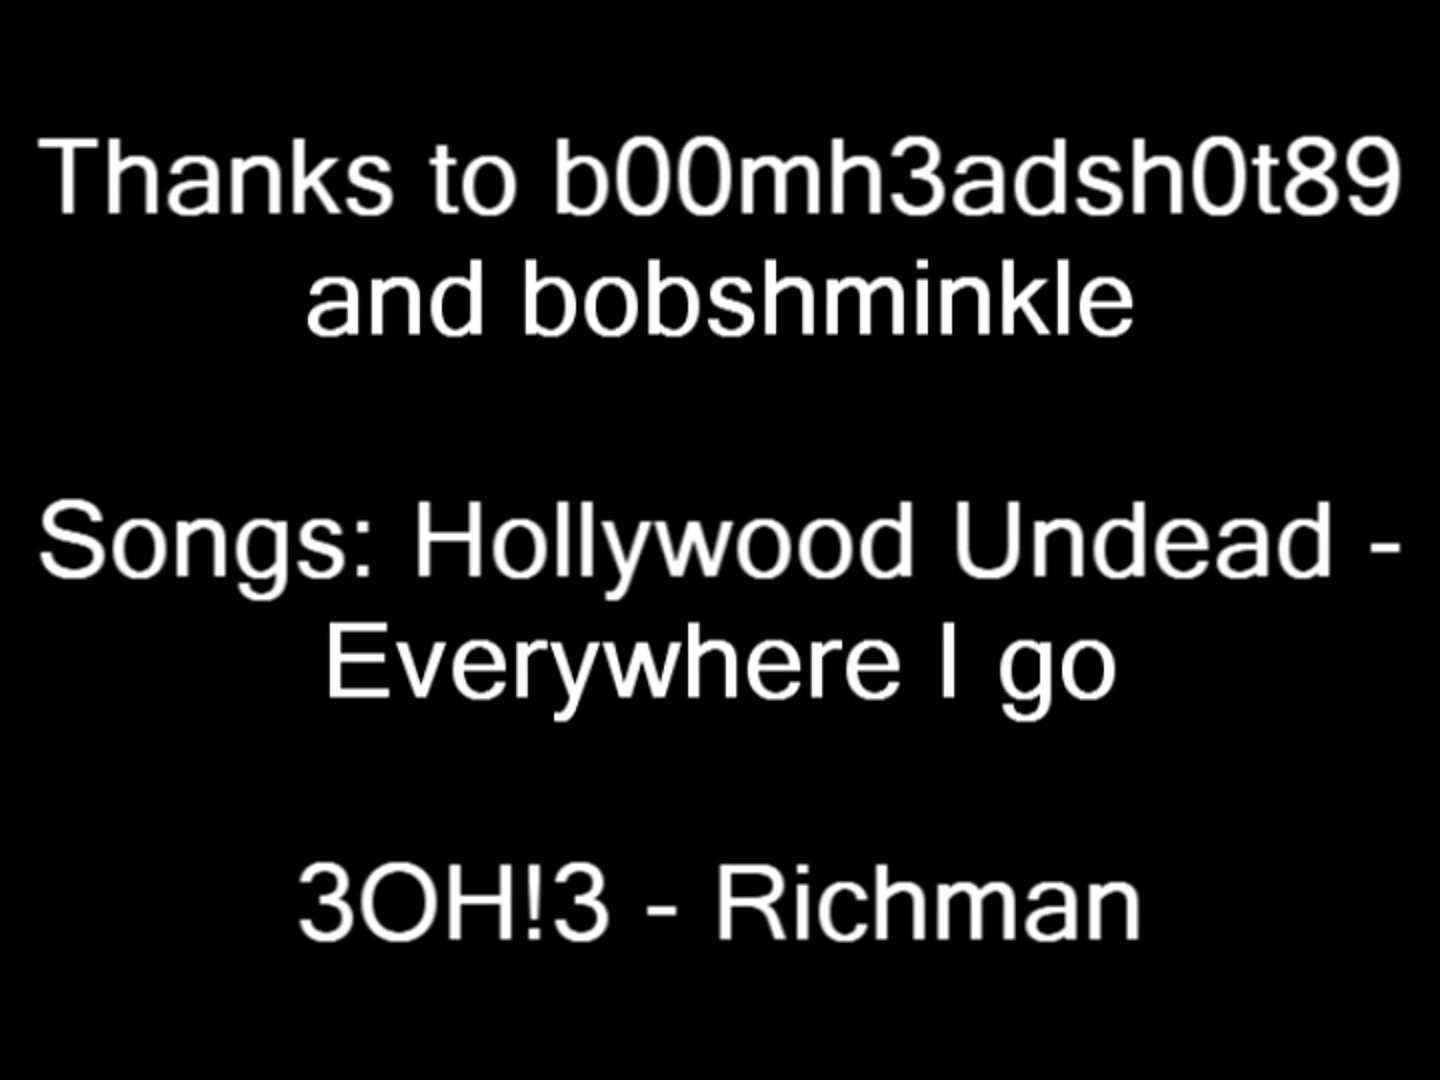 Thanks to b00mh3adsh0t89
and bobshminkle
Songs: Hollywood Undead -
Everywhere I go
3OH!3 - Richman